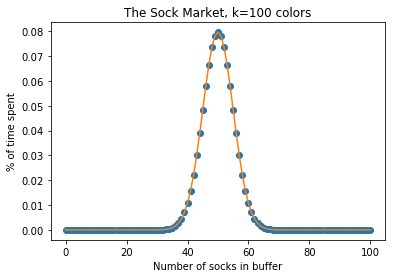 The Sock Market, k=100 colors
% of time spent
0.08
0.07
0.06
0.05
0.04
0.03
0.02
0.01
0.00
0 20 40 60 80 100
Number of socks in buffer